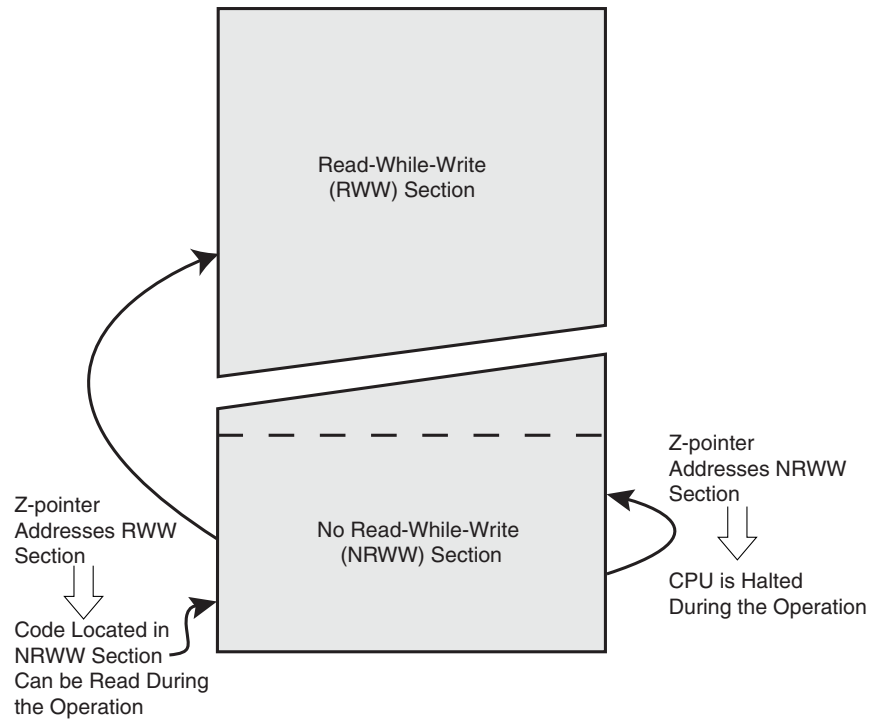 Read-While-Write
(RWW) Section
Z-pointer
Addresses NRWW
Section
Z-pointer
Addresses RWW
Section
No Read-While-Write
(NRWW) Section
CPU is Halted
During the Operation
Code Located in
NRWW Section
Can be Read During
the Operation